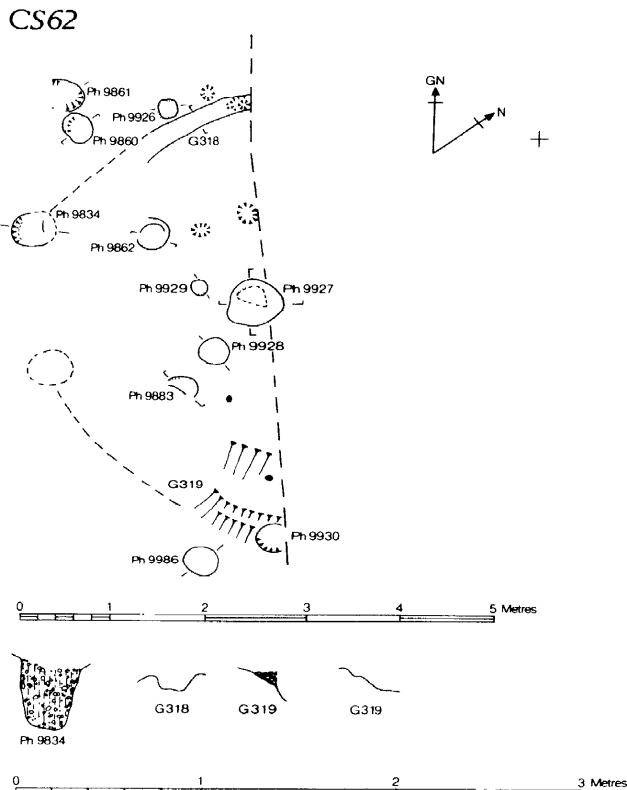 CS62
Ph 9861
GN
Ph 9926
N
Ph 9860
G318
Ph 9834
Ph 9862
Ph 9929
Ph 9927
Ph 9928
Ph 9883
G319
Ph 9930
Ph 9986
0 1 2 3 4 5 Metres
G318 G319 G319
Ph 9834
0 1 2 3 Metres